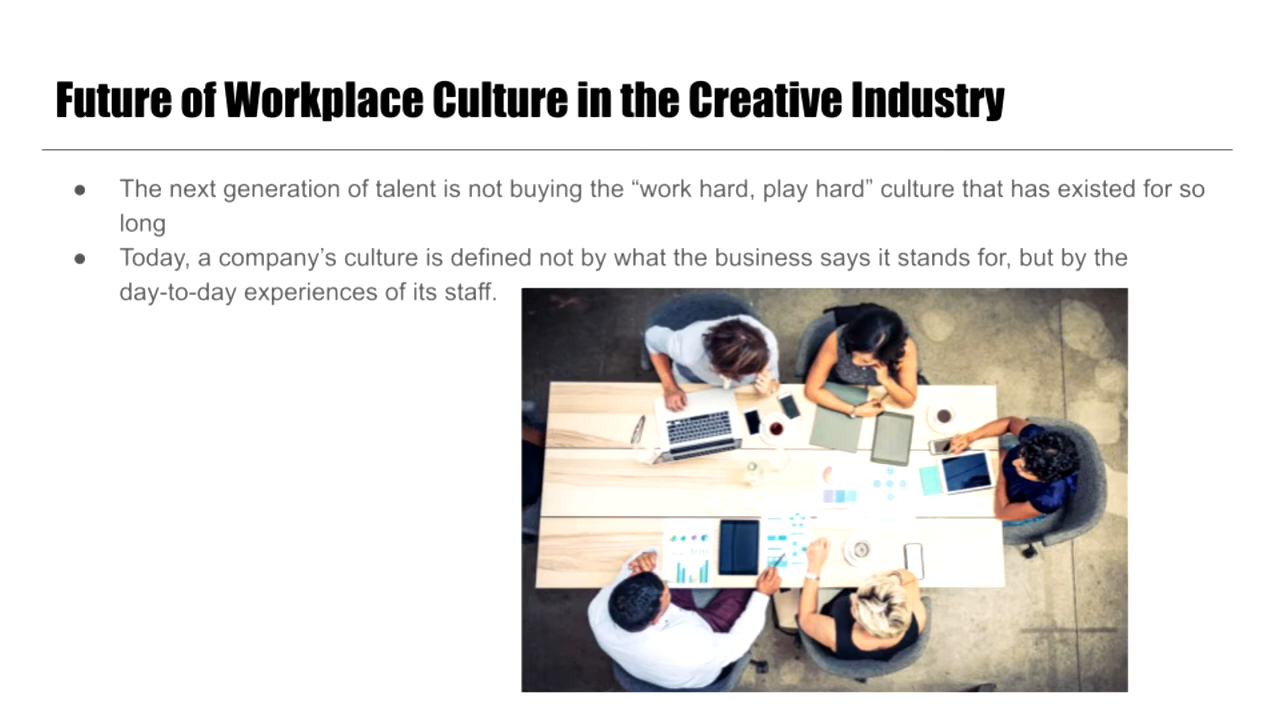 Future of Workplace Culture in the Creative Industry
● The next generation of talent is not buying the “work hard, play hard” culture that has existed for so
long
● Today, a company’s culture is defined not by what the business says it stands for, but by the
day-to-day experiences of its staff.